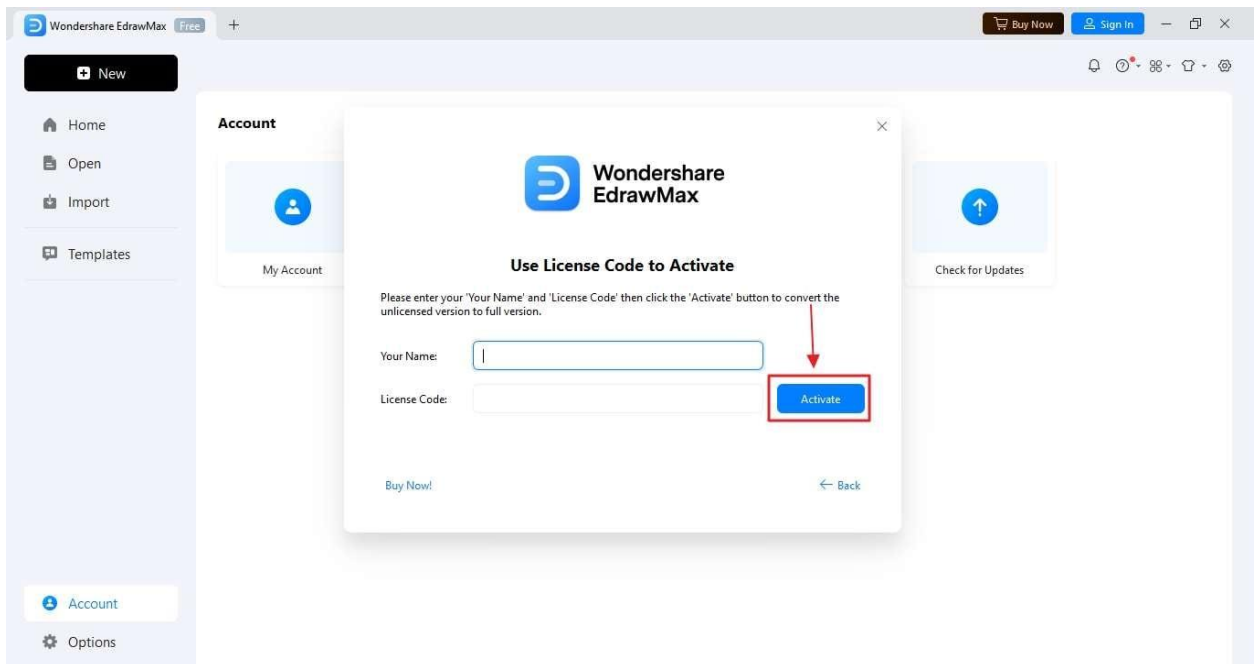 Wondershare EdrawMax Free
Buy Now
Sign In
New
Home
Open
Import
Templates
Account
My Account
Check for Updates
Wondershare
EdrawMax
Use License Code to Activate
Please enter your 'Your Name' and 'License Code' then click the 'Activate' button to convert the
unlicensed version to full version.
Your Name:
License Code:
Activate
Buy Now!
Back
Account
Options